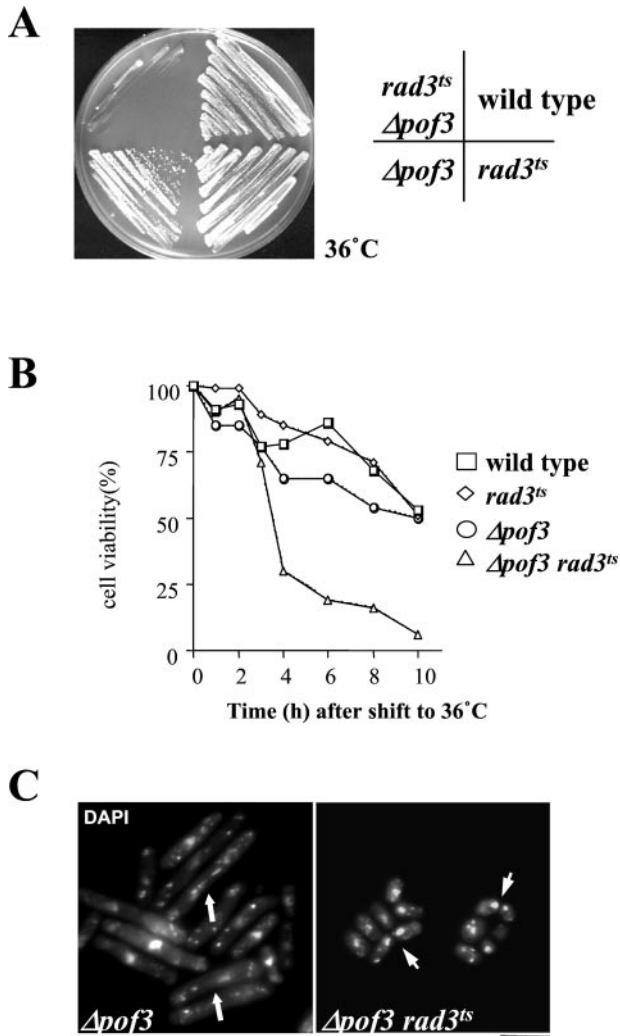 A
rad3ts
Δpof3
wild type
Δpof3
rad3ts
36°C
B
100
75
50
25
0
cell viability(%)
0 2 4 6 8 10
Time (h) after shift to 36°C
wild type
rad3ts
Δpof3
Δpof3 rad3ts
C
DAPI
Δpof3
Δpof3 rad3ts